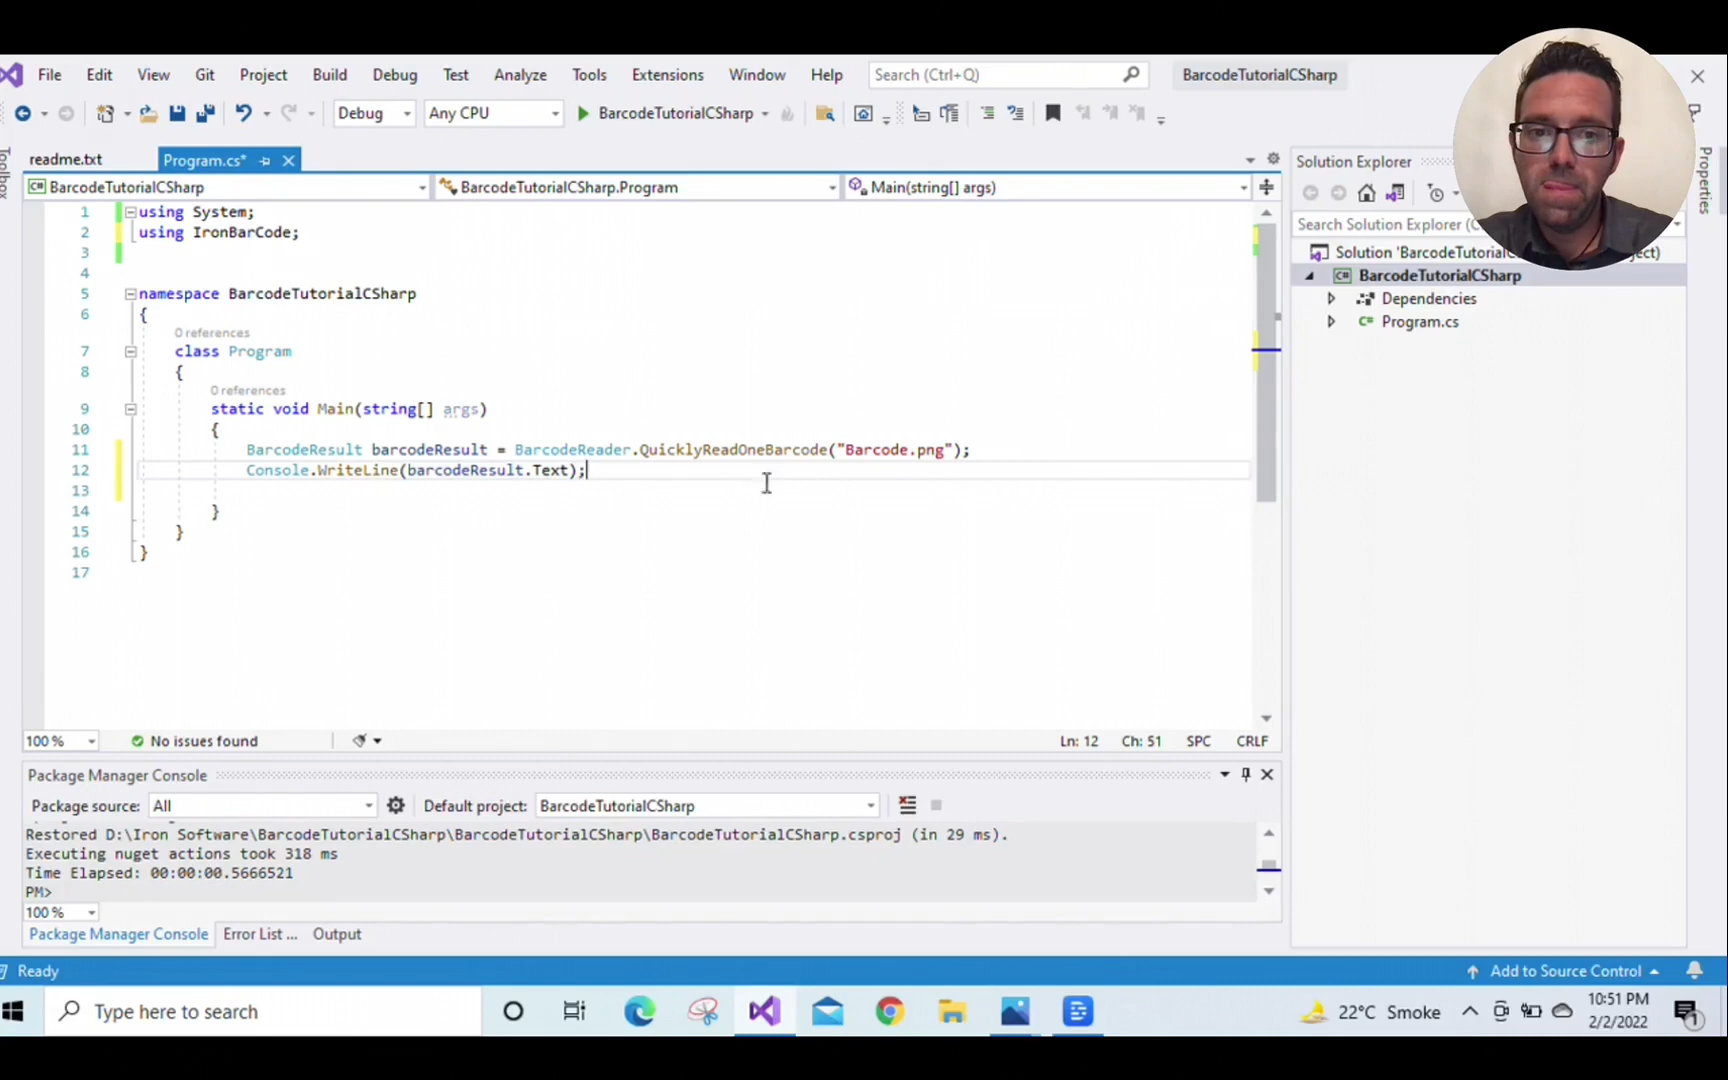 File Edit View Git Project Build Debug Test Analyze Tools Extensions Window Help Search (Ctrl+Q) BarcodeTutorialCSharp
Debug Any CPU BarcodeTutorialCSharp
Toolbox
readme.txt Program.cs*
BarcodeTutorialCSharp BarcodeTutorialCSharp.Program Main(string[] args)
1 using System;
2 using IronBarCode;
3
4
5 namespace BarcodeTutorialCSharp
6 {
0 references
7 class Program
8 {
0 references
9 static void Main(string[] args)
10 {
11 BarcodeResult barcodeResult = BarcodeReader.QuicklyReadOneBarcode("Barcode.png");
12 Console.WriteLine(barcodeResult.Text);
13
14 }
15 }
16 }
17
100 % No issues found Ln: 12 Ch: 51 SPC CRLF
Package Manager Console
Package source: All Default project: BarcodeTutorialCSharp
Restored D:\Iron Software\BarcodeTutorialCSharp\BarcodeTutorialCSharp\BarcodeTutorialCSharp.csproj (in 29 ms).
Executing nuget actions took 318 ms
Time Elapsed: 00:00:00.5666521
PM>
100 %
Package Manager Console Error List ... Output
Solution Explorer
Search Solution Explorer (C
Solution 'BarcodeTutorialC ect)
BarcodeTutorialCSharp
Dependencies
Program.cs
Properties
Ready Add to Source Control
Type here to search 22°C Smoke 10:51 PM
2/2/2022
1